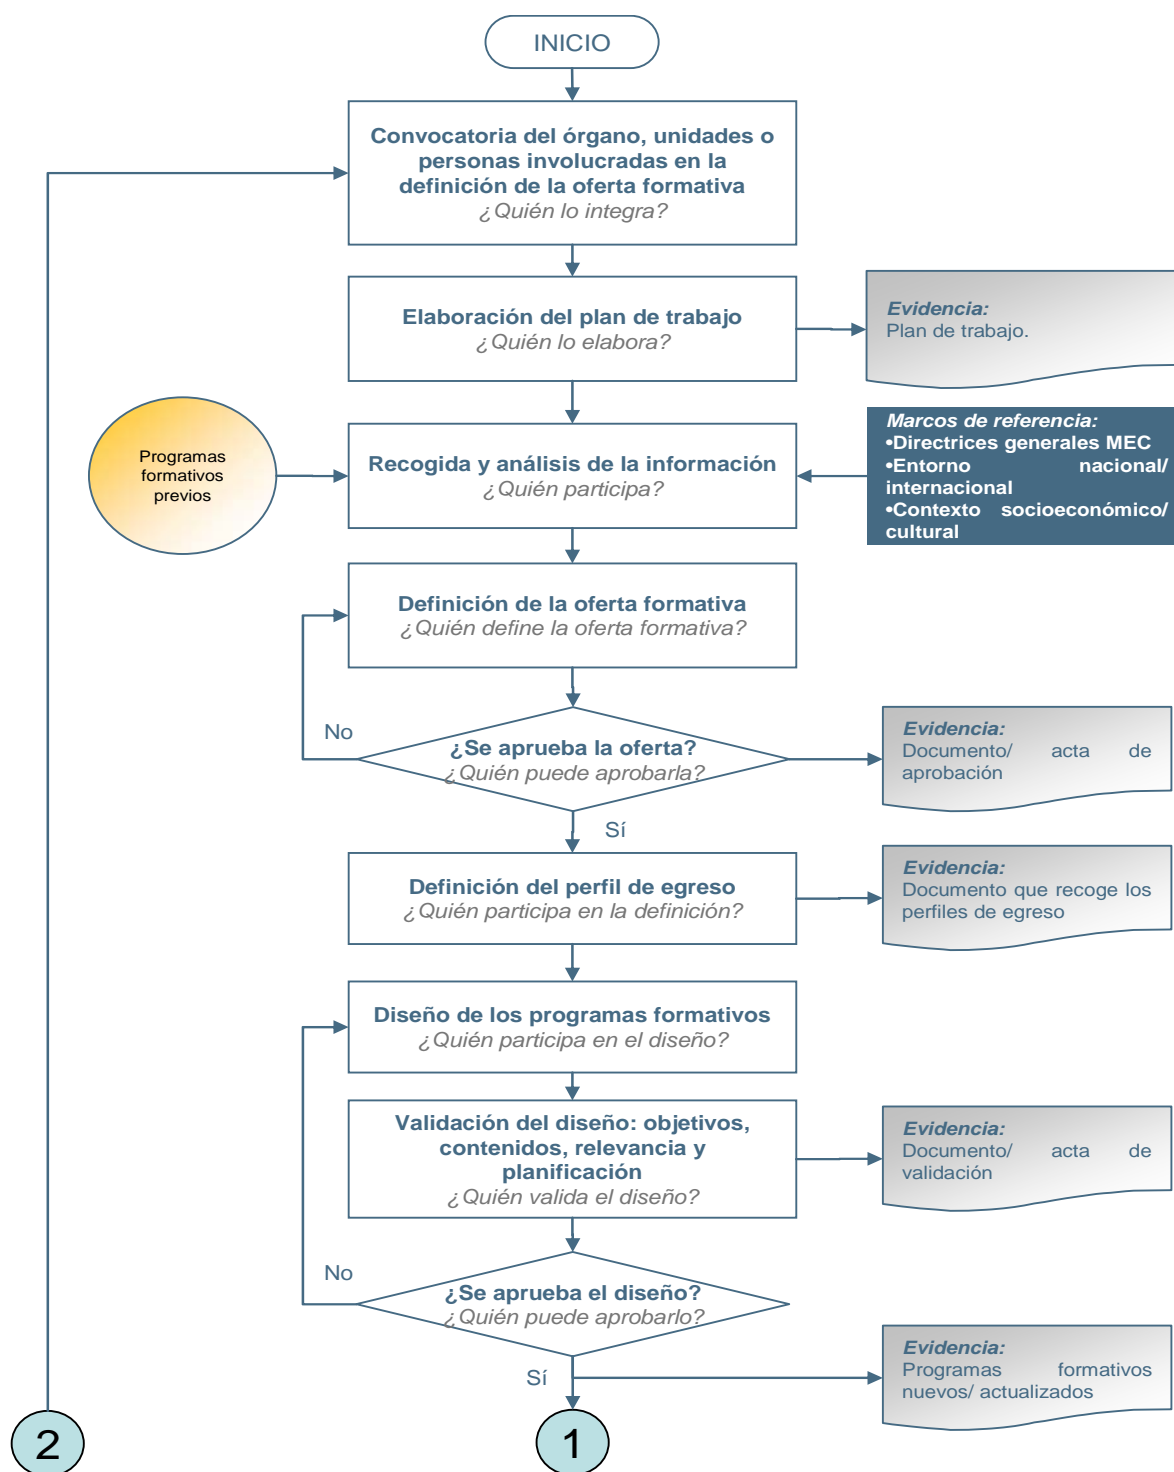 INICIO
Convocatoria del órgano, unidades o
personas involucradas en la
definición de la oferta formativa
¿Quién lo integra?
Elaboración del plan de trabajo
¿Quién lo elabora?
Evidencia:
Plan de trabajo.
Programas
formativos
previos
Recogida y análisis de la información
¿Quién participa?
Marcos de referencia:
•Directrices generales MEC
•Entorno nacional/
internacional
•Contexto socioeconómico/
cultural
Definición de la oferta formativa
¿Quién define la oferta formativa?
No
¿Se aprueba la oferta?
¿Quién puede aprobarla?
Evidencia:
Documento/ acta de
aprobación
Sí
Definición del perfil de egreso
¿Quién participa en la definición?
Evidencia:
Documento que recoge los
perfiles de egreso
Diseño de los programas formativos
¿Quién participa en el diseño?
Validación del diseño: objetivos,
contenidos, relevancia y
planificación
¿Quién valida el diseño?
Evidencia:
Documento/ acta de
validación
No
¿Se aprueba el diseño?
¿Quién puede aprobarlo?
Sí
Evidencia:
Programas formativos
nuevos/ actualizados
2
1